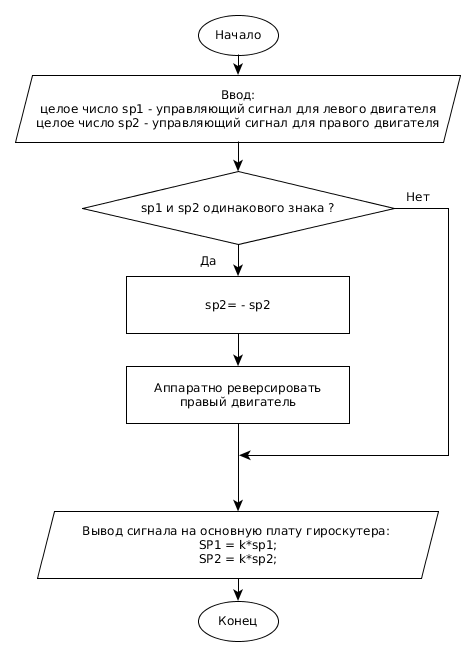 Начало
Ввод:
целое число sp1 - управляющий сигнал для левого двигателя
целое число sp2 - управляющий сигнал для правого двигателя
sp1 и sp2 одинакового знака ?
Нет
Да
sp2= - sp2
Аппаратно реверсировать
правый двигатель
Вывод сигнала на основную плату гироскутера:
SP1 = k*sp1;
SP2 = k*sp2;
Конец